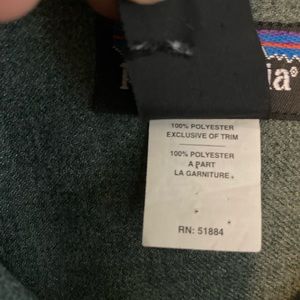 100% POLYESTER
EXCLUSIVE OF TRIM
100% POLYESTER
A PART
LA GARNITURE
RN: 51884